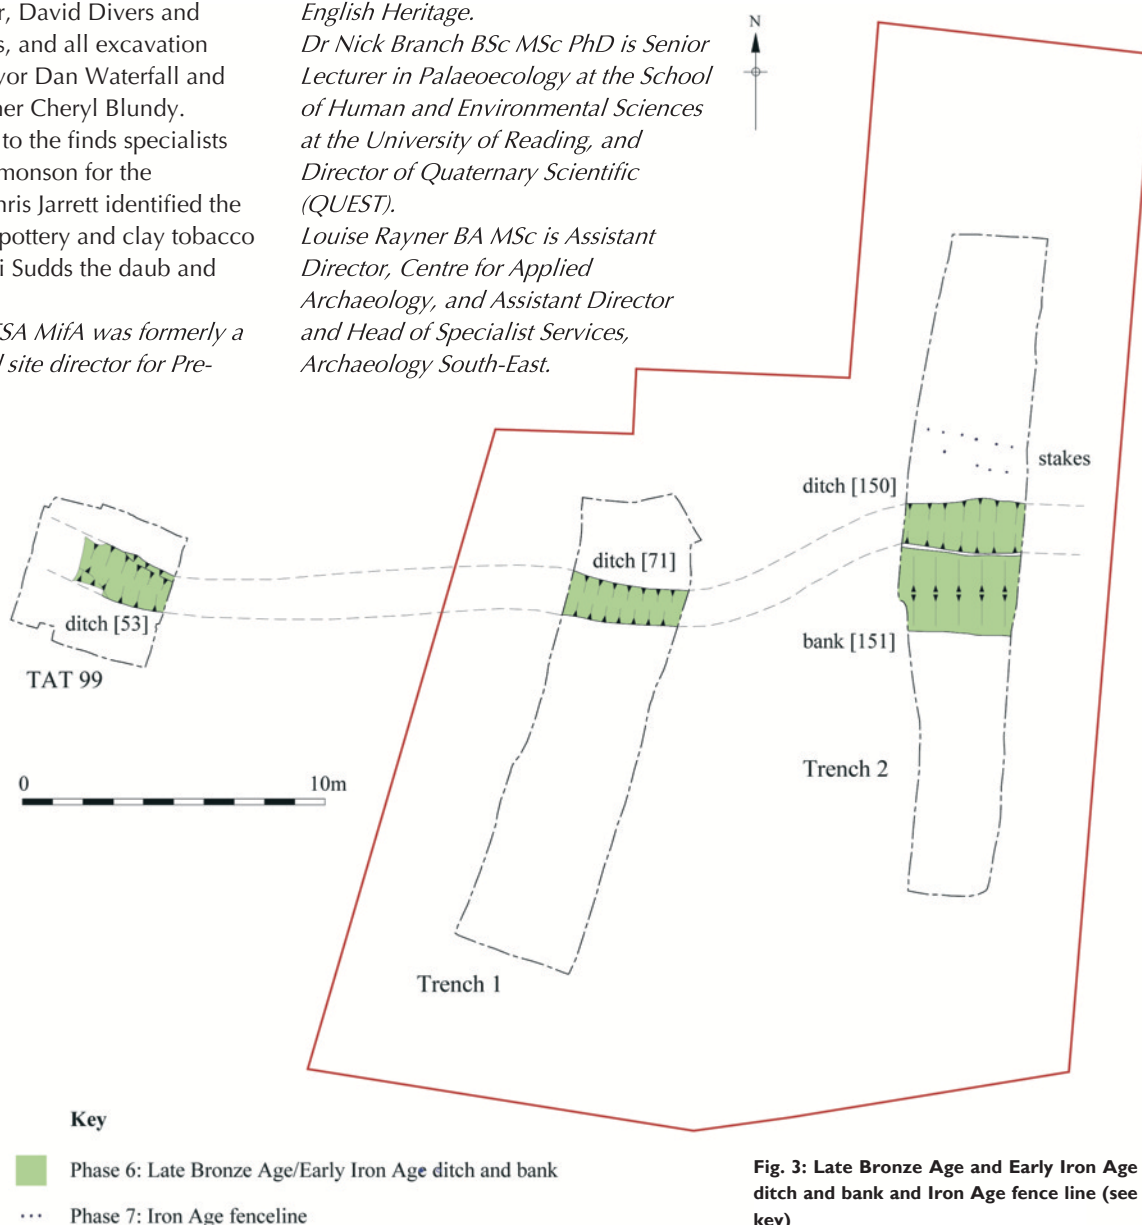 r, David Divers and
s, and all excavation
yor Dan Waterfall and
ner Cheryl Blundy.
to the finds specialists
monson for the
hris Jarrett identified the
pottery and clay tobacco
i Sudds the daub and
FSA MifA was formerly a
l site director for Pre-
English Heritage.
Dr Nick Branch BSc MSc PhD is Senior
Lecturer in Palaeoecology at the School
of Human and Environmental Sciences
at the University of Reading, and
Director of Quaternary Scientific
(QUEST).
Louise Rayner BA MSc is Assistant
Director, Centre for Applied
Archaeology, and Assistant Director
and Head of Specialist Services,
Archaeology South-East.
N
stakes
ditch [150]
ditch [71]
ditch [53]
bank [151]
TAT 99
Trench 2
0 10m
Trench 1
Key
Phase 6: Late Bronze Age/Early Iron Age ditch and bank
Phase 7: Iron Age fenceline
Fig. 3: Late Bronze Age and Early Iron Age
ditch and bank and Iron Age fence line (see
key)